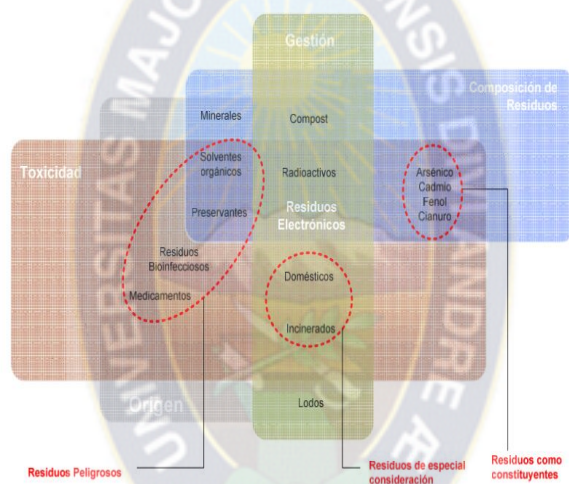 Gestión
Composición de
Residuos
Minerales
Compost
Toxicidad
Solventes
orgánicos
Radioactivos
Arsénico
Cadmio
Fenol
Cianuro
Preservantes
Residuos
Electrónicos
Residuos
Bioinfecciosos
Medicamentos
Domésticos
Incinerados
Origen
Lodos
Residuos Peligrosos
Residuos de especial
consideración
Residuos como
constituyentes